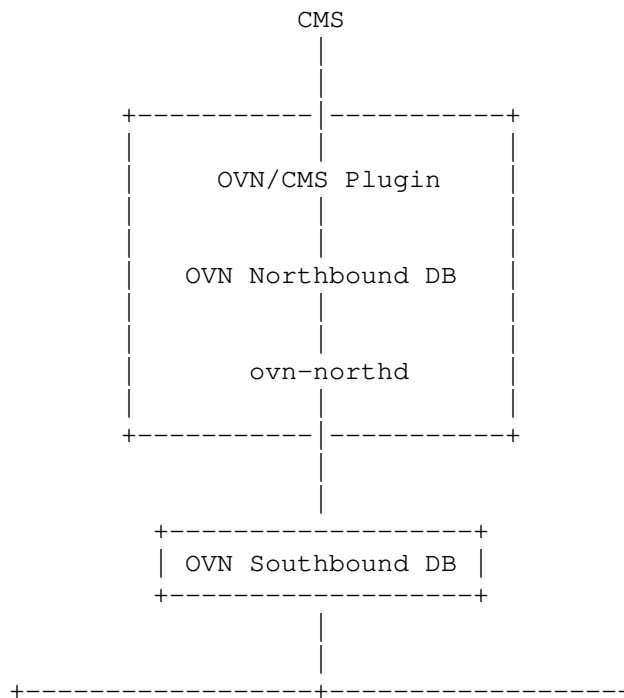 CMS
OVN/CMS Plugin
OVN Northbound DB
ovn-northd
OVN Southbound DB